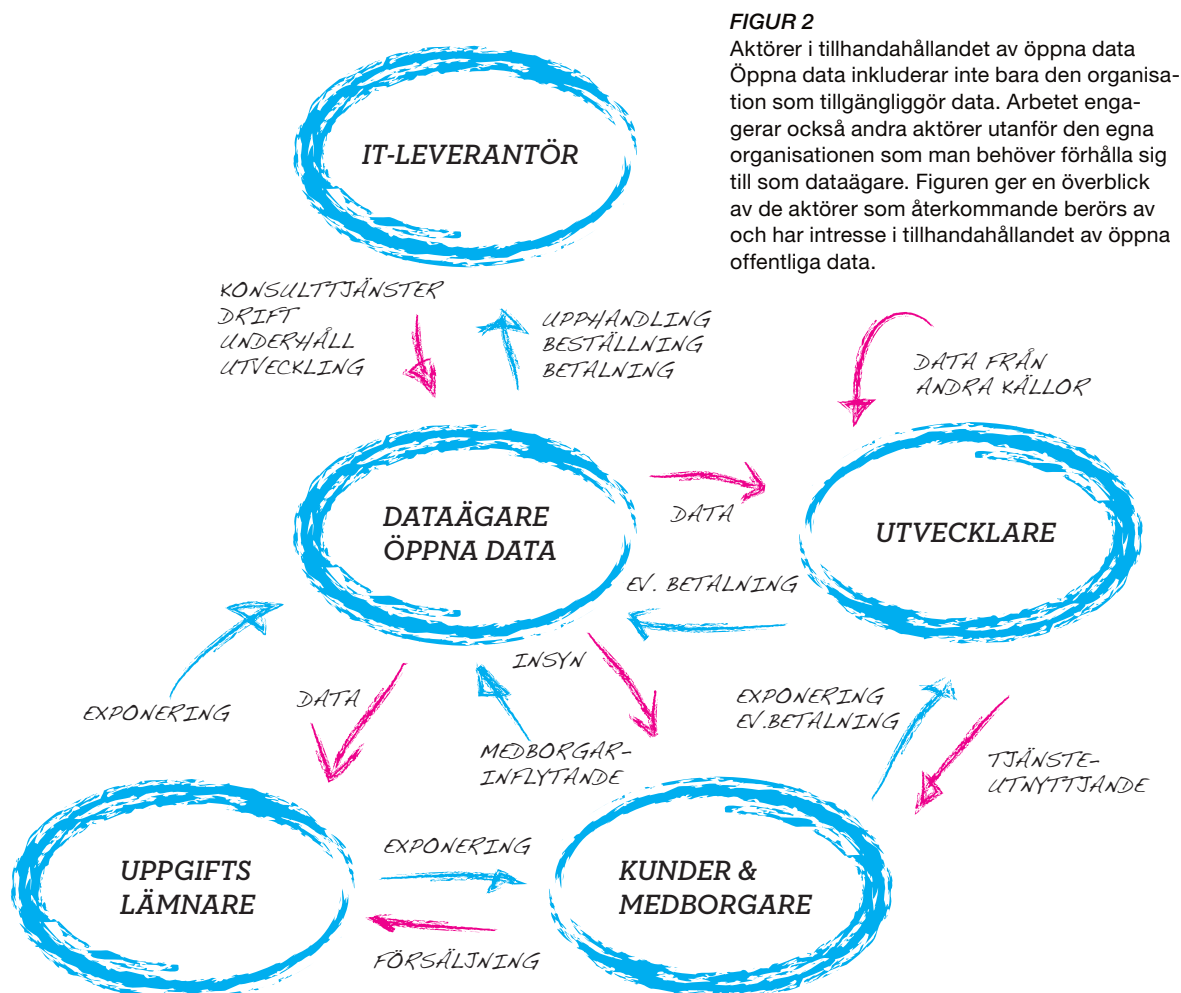 FIGUR 2
Aktörer i tillhandahållandet av öppna data
Öppna data inkluderar inte bara den organisa-
tion som tillgängliggör data. Arbetet enga-
gerar också andra aktörer utanför den egna
organisationen som man behöver förhålla sig
till som dataägare. Figuren ger en överblick
av de aktörer som återkommande berörs av
och har intresse i tillhandahållandet av öppna
offentliga data.
IT-LEVERANTÖR
KONSULTTJÄNSTER
DRIFT
UNDERHÅLL
UTVECKLING
UPPHANDLING
BESTÄLLNING
BETALNING
DATA FRÅN
ANDRA KÄLLOR
DATAÄGARE
ÖPPNA DATA
DATA
UTVECKLARE
EV. BETALNING
EXPONERING
DATA
INSYN
MEDBORGAR-
INFLYTANDE
EXPONERING
EV.BETALNING
TJÄNSTE-
UTNYTTJANDE
UPPGIFTS
LÄMNARE
EXPONERING
FÖRSÄLJNING
KUNDER &
MEDBORGARE